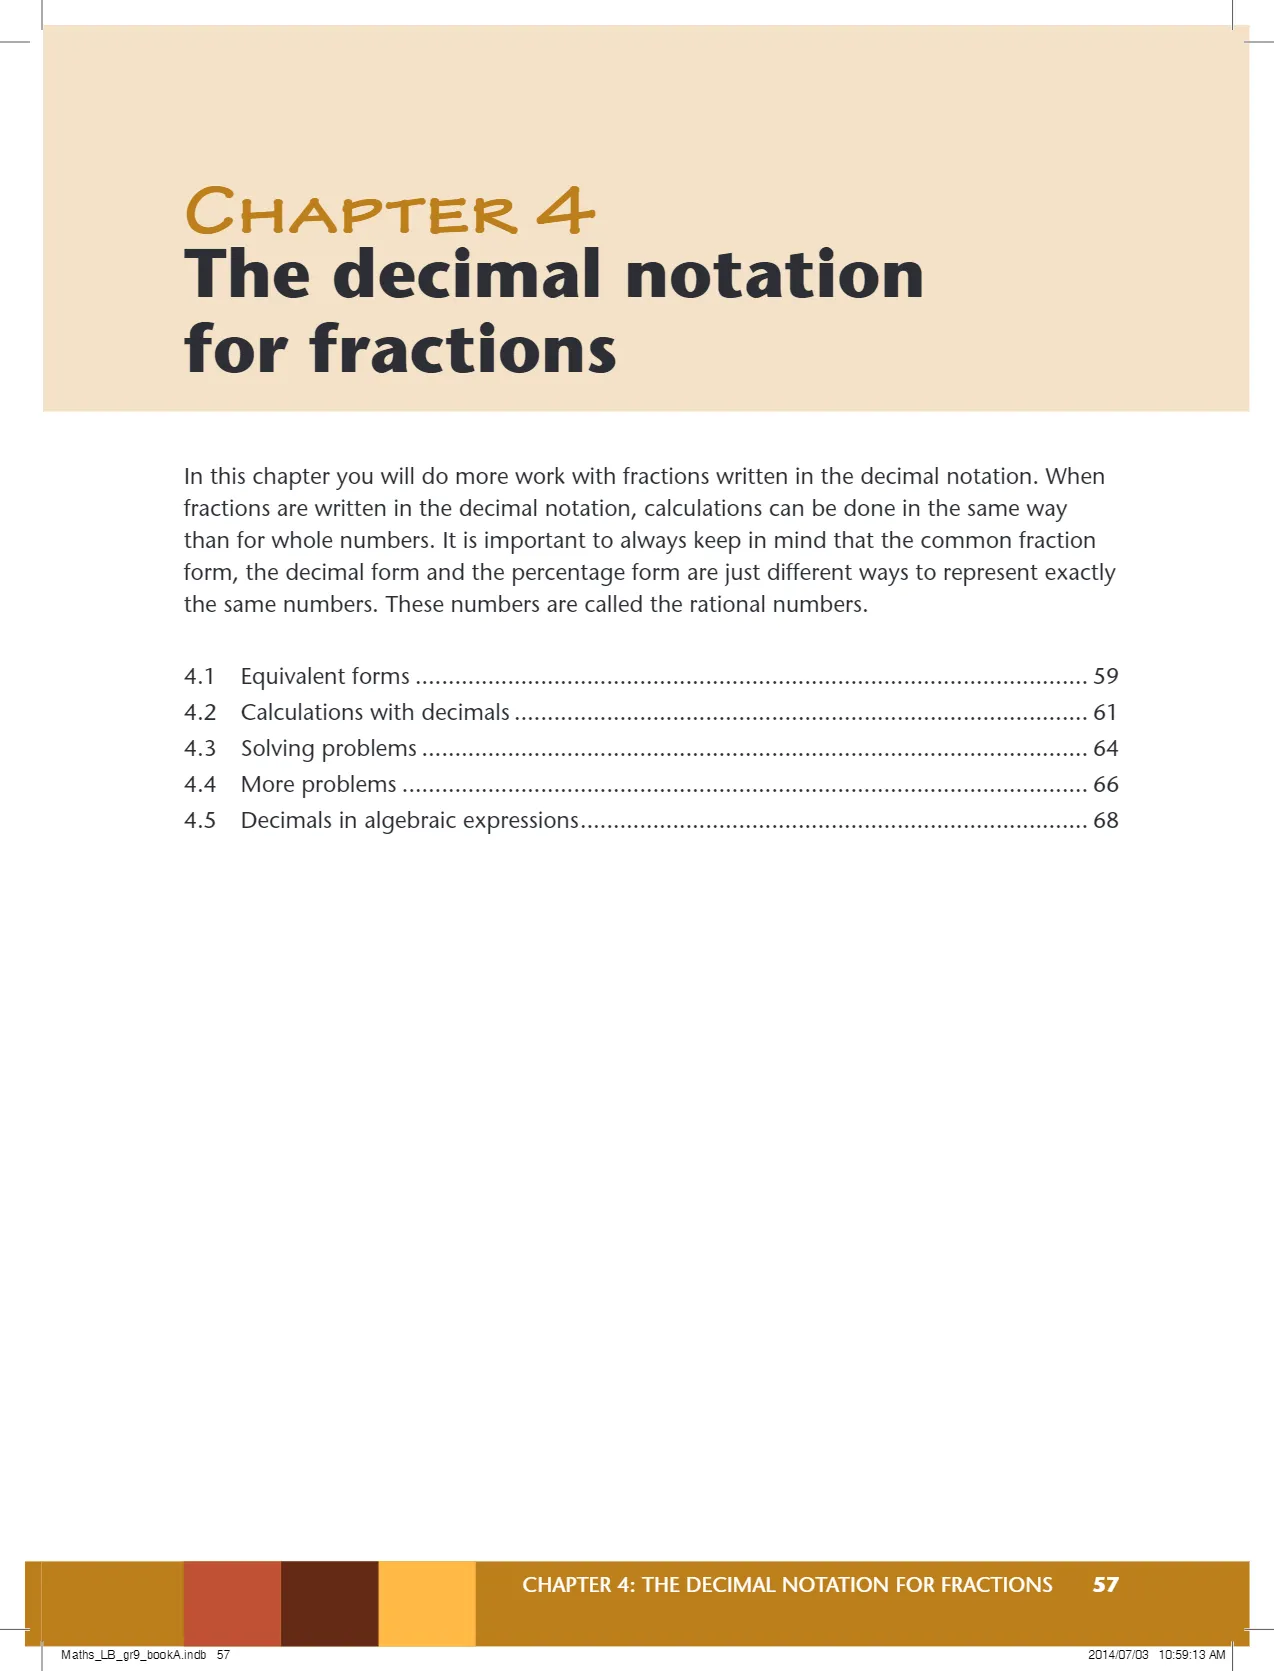 CHAPTER 4
The decimal notation
for fractions
In this chapter you will do more work with fractions written in the decimal notation. When
fractions are written in the decimal notation, calculations can be done in the same way
than for whole numbers. It is important to always keep in mind that the common fraction
form, the decimal form and the percentage form are just different ways to represent exactly
the same numbers. These numbers are called the rational numbers.
4.1 Equivalent forms ..................................................................................................... 59
4.2 Calculations with decimals ...................................................................................... 61
4.3 Solving problems .................................................................................................... 64
4.4 More problems ....................................................................................................... 66
4.5 Decimals in algebraic expressions............................................................................ 68
CHAPTER 4: THE DECIMAL NOTATION FOR FRACTIONS 57
Maths_LB_gr9_bookA.indb 57 2014/07/03 10:59:13 AM